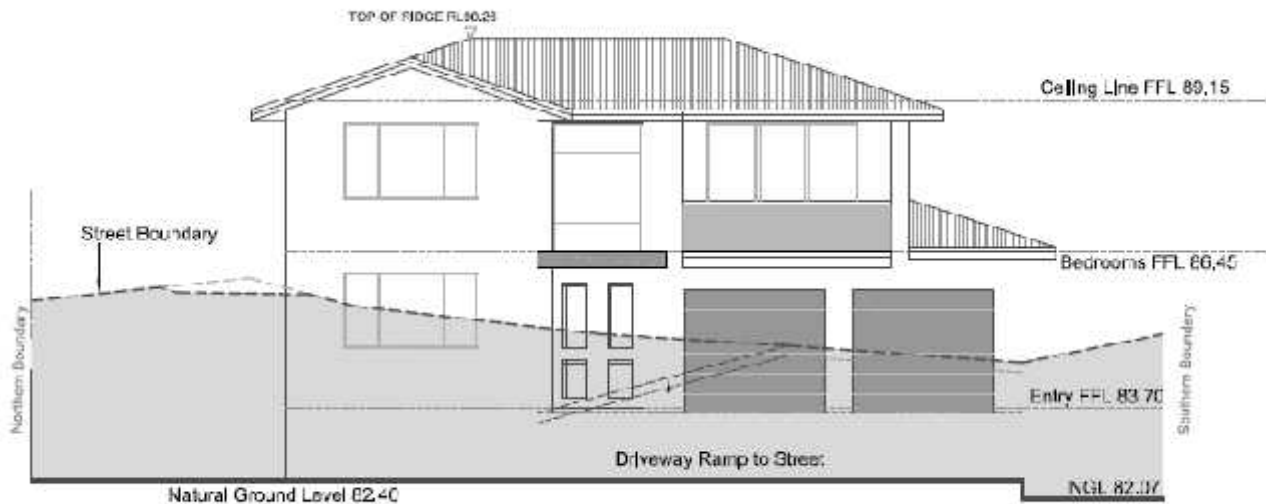 TOP OF RIDGE RL90.26
Ceiling Line FFL 89.15
Street Boundary
Bedrooms FFL 86.45
Northern Boundary
Southern Boundary
Entry FFL 83.70
Driveway Ramp to Street
Natural Ground Level 82.40
NGL 82.07